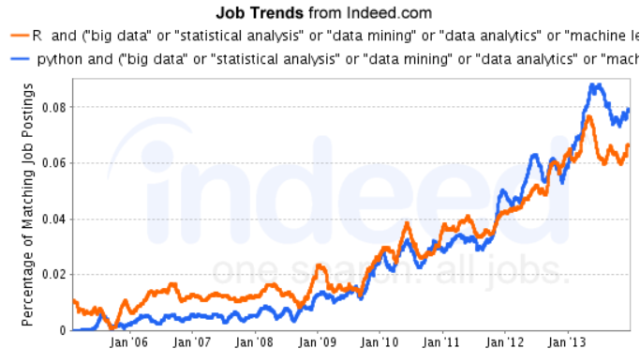 Job Trends from Indeed.com
R and ("big data" or "statistical analysis" or "data mining" or "data analytics" or "machine le
python and ("big data" or "statistical analysis" or "data mining" or "data analytics" or "mach
Percentage of Matching Job Postings
0.08
0.06
0.04
0.02
0
indeed
one search. all jobs.
Jan'06 Jan'07 Jan'08 Jan'09 Jan'10 Jan'11 Jan'12 Jan'13